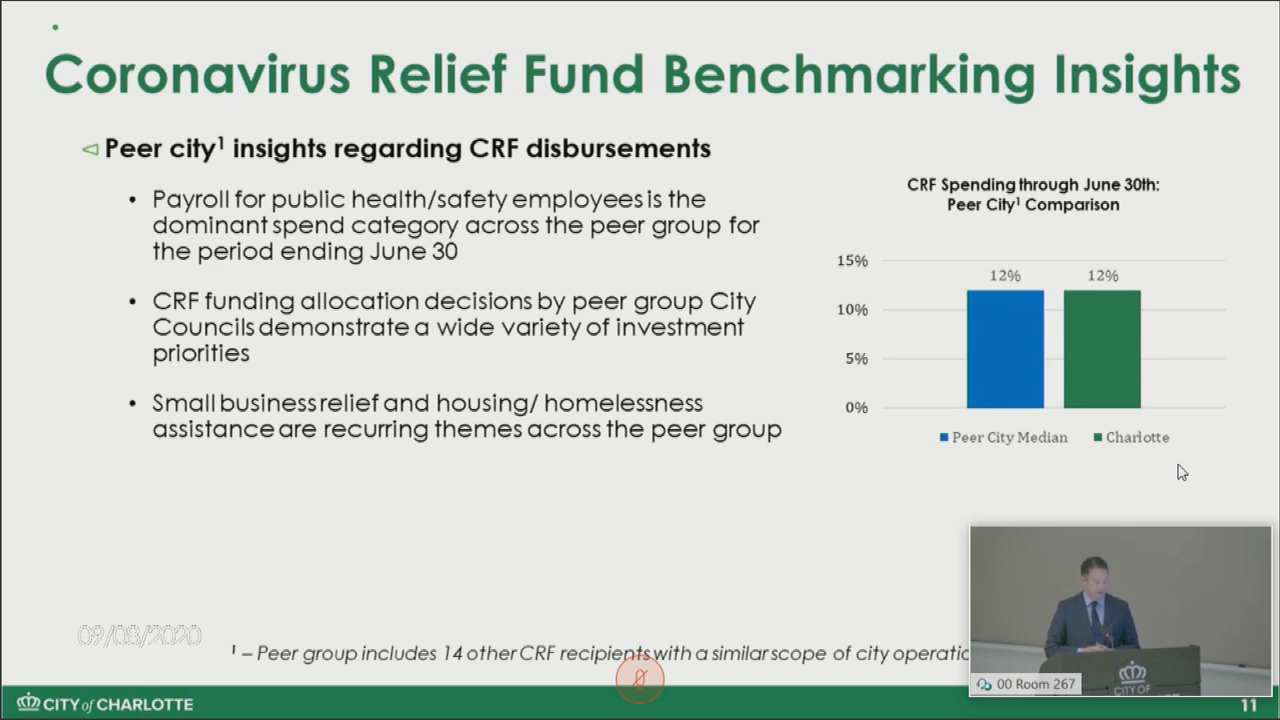 Coronavirus Relief Fund Benchmarking Insights
Peer city¹ insights regarding CRF disbursements
• Payroll for public health/safety employees is the
dominant spend category across the peer group for
the period ending June 30
• CRF funding allocation decisions by peer group City
Councils demonstrate a wide variety of investment
priorities
• Small business relief and housing/ homelessness
assistance are recurring themes across the peer group
CRF Spending through June 30th:
Peer City¹ Comparison
15%
10%
5%
0%
12% 12%
Peer City Median Charlotte
09/08/2020
¹ – Peer group includes 14 other CRF recipients with a similar scope of city
00 Room 267
CITY OF
CITY of CHARLOTTE
11